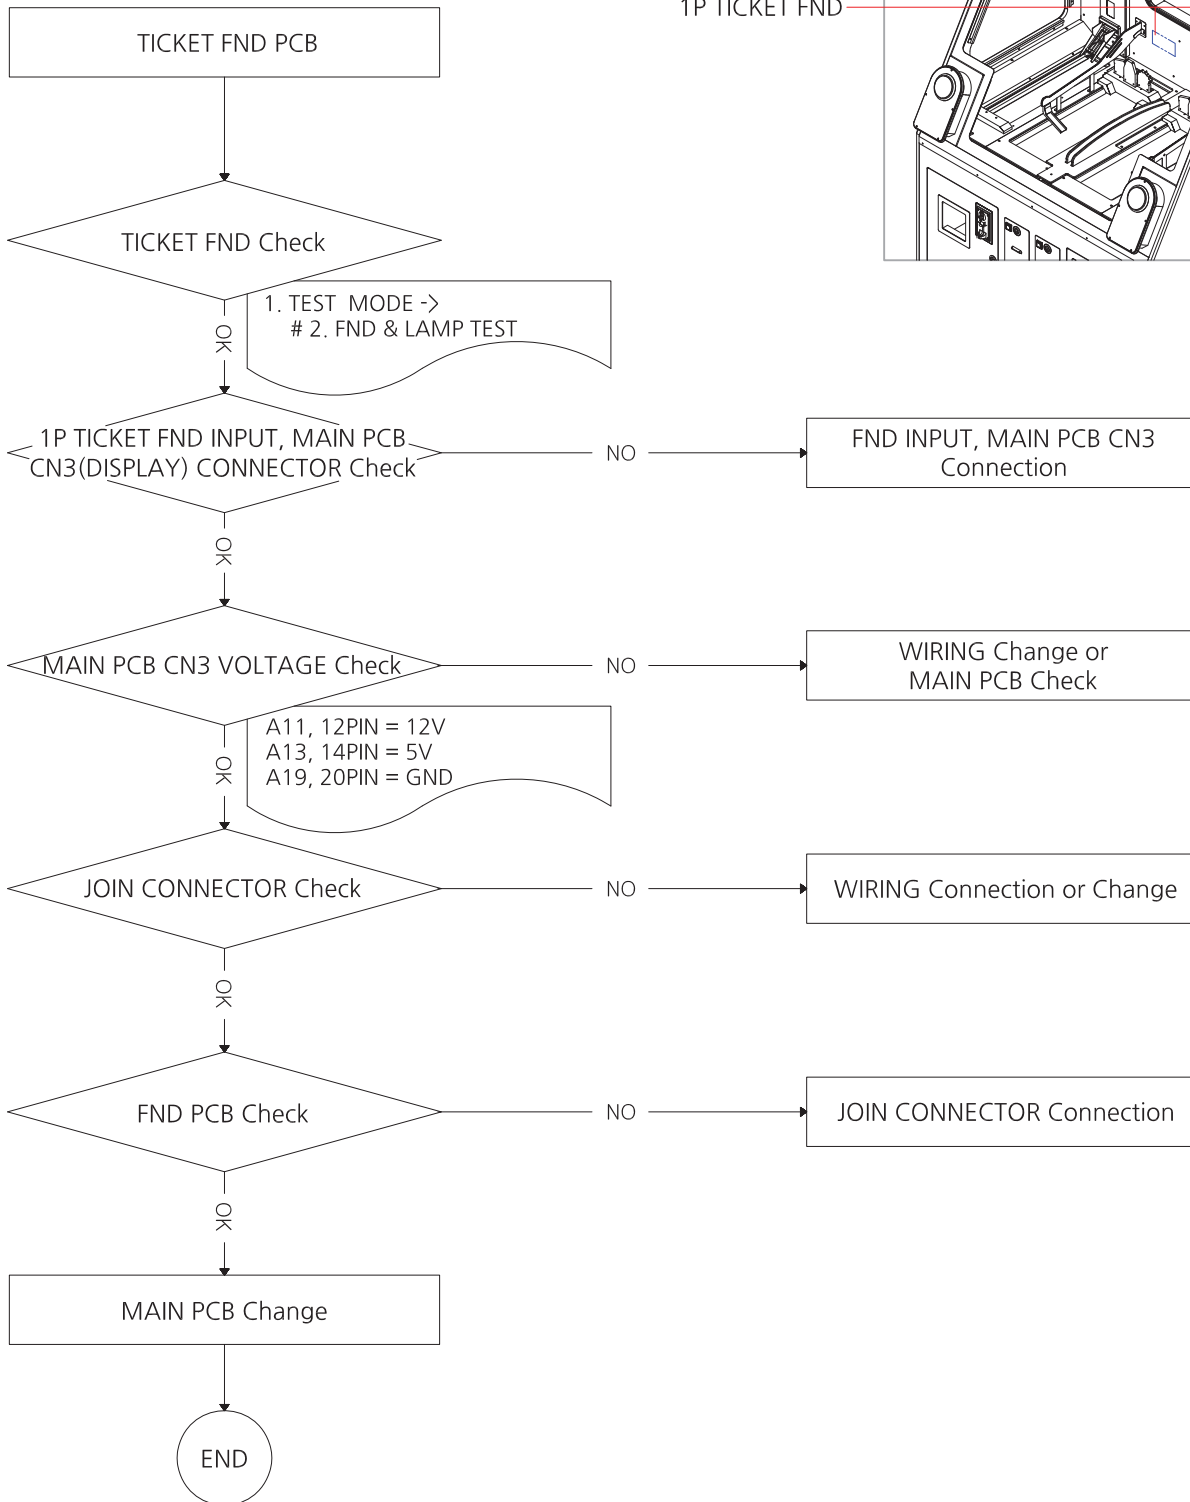 1P TICKET FND
TICKET FND PCB
TICKET FND Check
1. TEST MODE ->
# 2. FND & LAMP TEST
OK
1P TICKET FND INPUT, MAIN PCB
CN3(DISPLAY) CONNECTOR Check
NO
FND INPUT, MAIN PCB CN3
Connection
OK
MAIN PCB CN3 VOLTAGE Check
NO
WIRING Change or
MAIN PCB Check
A11, 12PIN = 12V
A13, 14PIN = 5V
A19, 20PIN = GND
OK
JOIN CONNECTOR Check
NO
WIRING Connection or Change
OK
FND PCB Check
NO
JOIN CONNECTOR Connection
OK
MAIN PCB Change
END